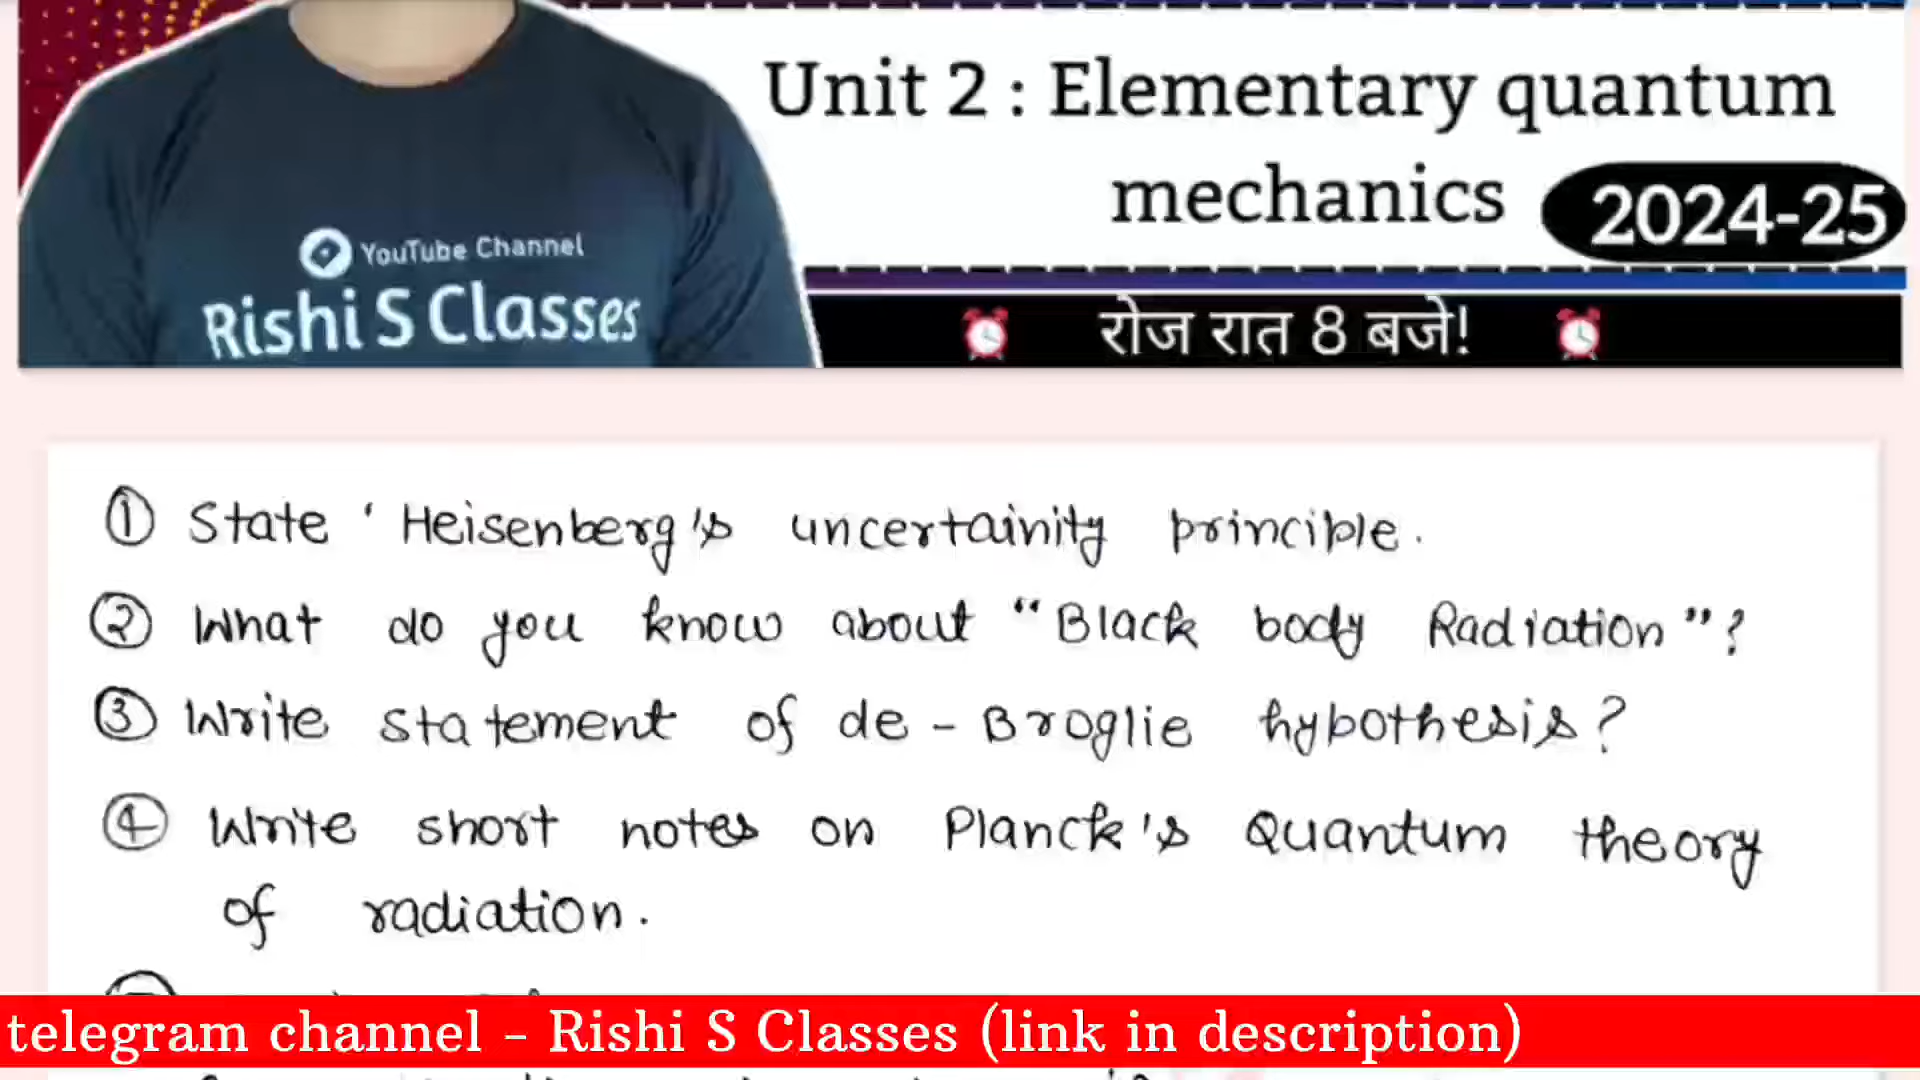 Unit 2 : Elementary quantum
mechanics
2024-25
YouTube Channel
Rishi S Classes
रोज रात 8 बजे!
① State ‘ Heisenberg's uncertainity principle.
② What do you know about “Black body Radiation”?
③ Write statement of de-Broglie hypothesis?
④ Write short notes on Planck's Quantum theory
of radiation.
telegram channel - Rishi S Classes (link in description)